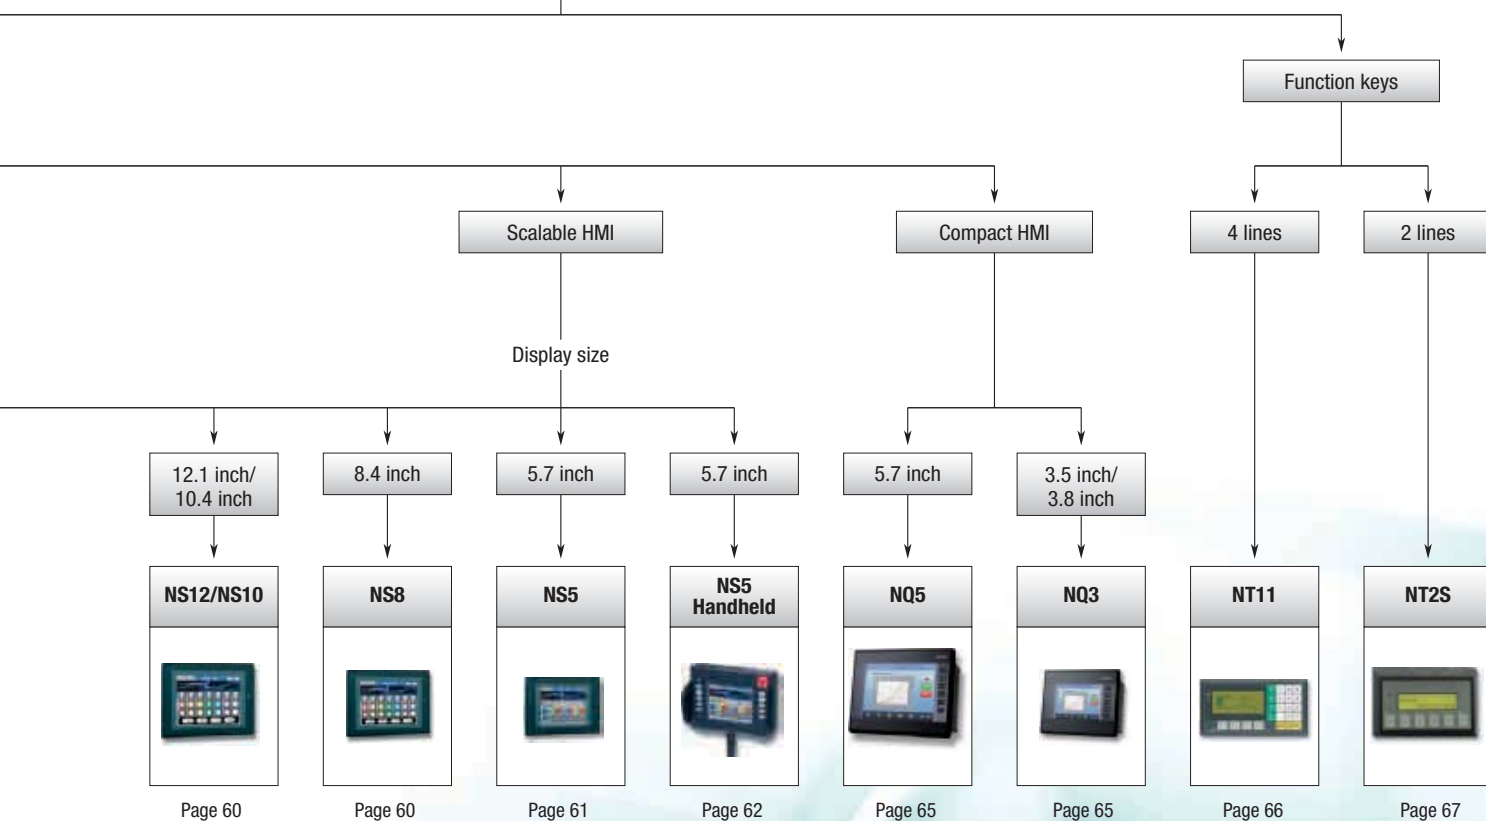 Function keys
Scalable HMI
Compact HMI
4 lines
2 lines
Display size
12.1 inch/
10.4 inch
8.4 inch
5.7 inch
5.7 inch
5.7 inch
3.5 inch/
3.8 inch
NS12/NS10
NS8
NS5
NS5
Handheld
NQ5
NQ3
NT11
NT2S
Page 60
Page 60
Page 61
Page 62
Page 65
Page 65
Page 66
Page 67